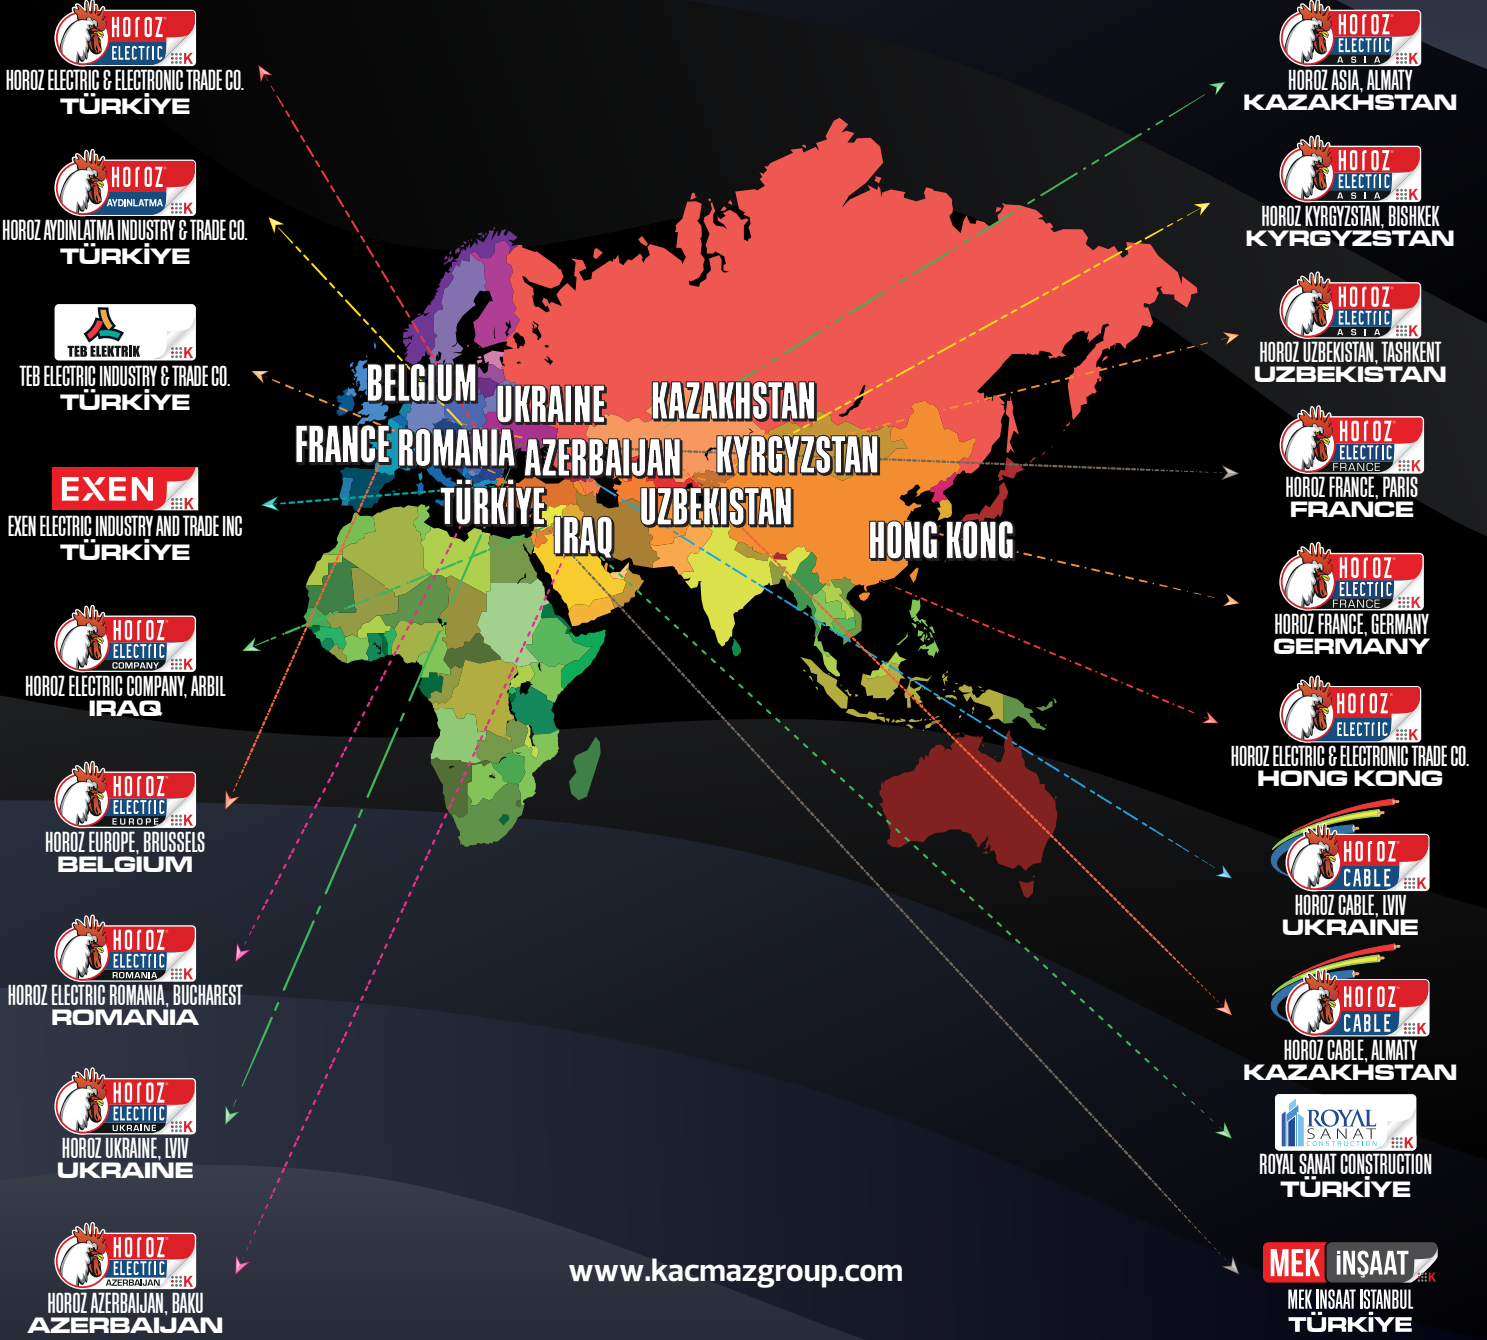 HOROZ
ELECTRIC
K
HOROZ ELECTRIC & ELECTRONIC TRADE CO.
TÜRKİYE
HOROZ
AYDINLATMA
K
HOROZ AYDINLATMA INDUSTRY & TRADE CO.
TÜRKİYE
TEB ELEKTRİK
K
TEB ELECTRIC INDUSTRY & TRADE CO.
TÜRKİYE
EXEN
K
EXEN ELECTRIC INDUSTRY AND TRADE INC
TÜRKİYE
HOROZ
ELECTRIC
COMPANY
K
HOROZ ELECTRIC COMPANY, ARBIL
IRAQ
HOROZ
ELECTRIC
EUROPE
K
HOROZ EUROPE, BRUSSELS
BELGIUM
HOROZ
ELECTRIC
ROMANIA
K
HOROZ ELECTRIC ROMANIA, BUCHAREST
ROMANIA
HOROZ
ELECTRIC
UKRAINE
K
HOROZ UKRAINE, LVIV
UKRAINE
HOROZ
ELECTRIC
AZERBAIJAN
K
HOROZ AZERBAIJAN, BAKU
AZERBAIJAN
BELGIUM
UKRAINE
KAZAKHSTAN
FRANCE
ROMANIA
AZERBAIJAN
KYRGYZSTAN
TÜRKİYE
UZBEKISTAN
IRAQ
HONG KONG
www.kacmazgroup.com
HOROZ
ELECTRIC
ASIA
K
HOROZ ASIA, ALMATY
KAZAKHSTAN
HOROZ
ELECTRIC
ASIA
K
HOROZ KYRGYZSTAN, BISHKEK
KYRGYZSTAN
HOROZ
ELECTRIC
ASIA
K
HOROZ UZBEKISTAN, TASHKENT
UZBEKISTAN
HOROZ
ELECTRIC
FRANCE
K
HOROZ FRANCE, PARIS
FRANCE
HOROZ
ELECTRIC
FRANCE
K
HOROZ FRANCE, GERMANY
GERMANY
HOROZ
ELECTRIC
K
HOROZ ELECTRIC & ELECTRONIC TRADE CO.
HONG KONG
HOROZ
CABLE
K
HOROZ CABLE, LVIV
UKRAINE
HOROZ
CABLE
K
HOROZ CABLE, ALMATY
KAZAKHSTAN
ROYAL
SANAT
CONSTRUCTION
K
ROYAL SANAT CONSTRUCTION
TÜRKİYE
MEK İNŞAAT
K
MEK INSAAT ISTANBUL
TÜRKİYE